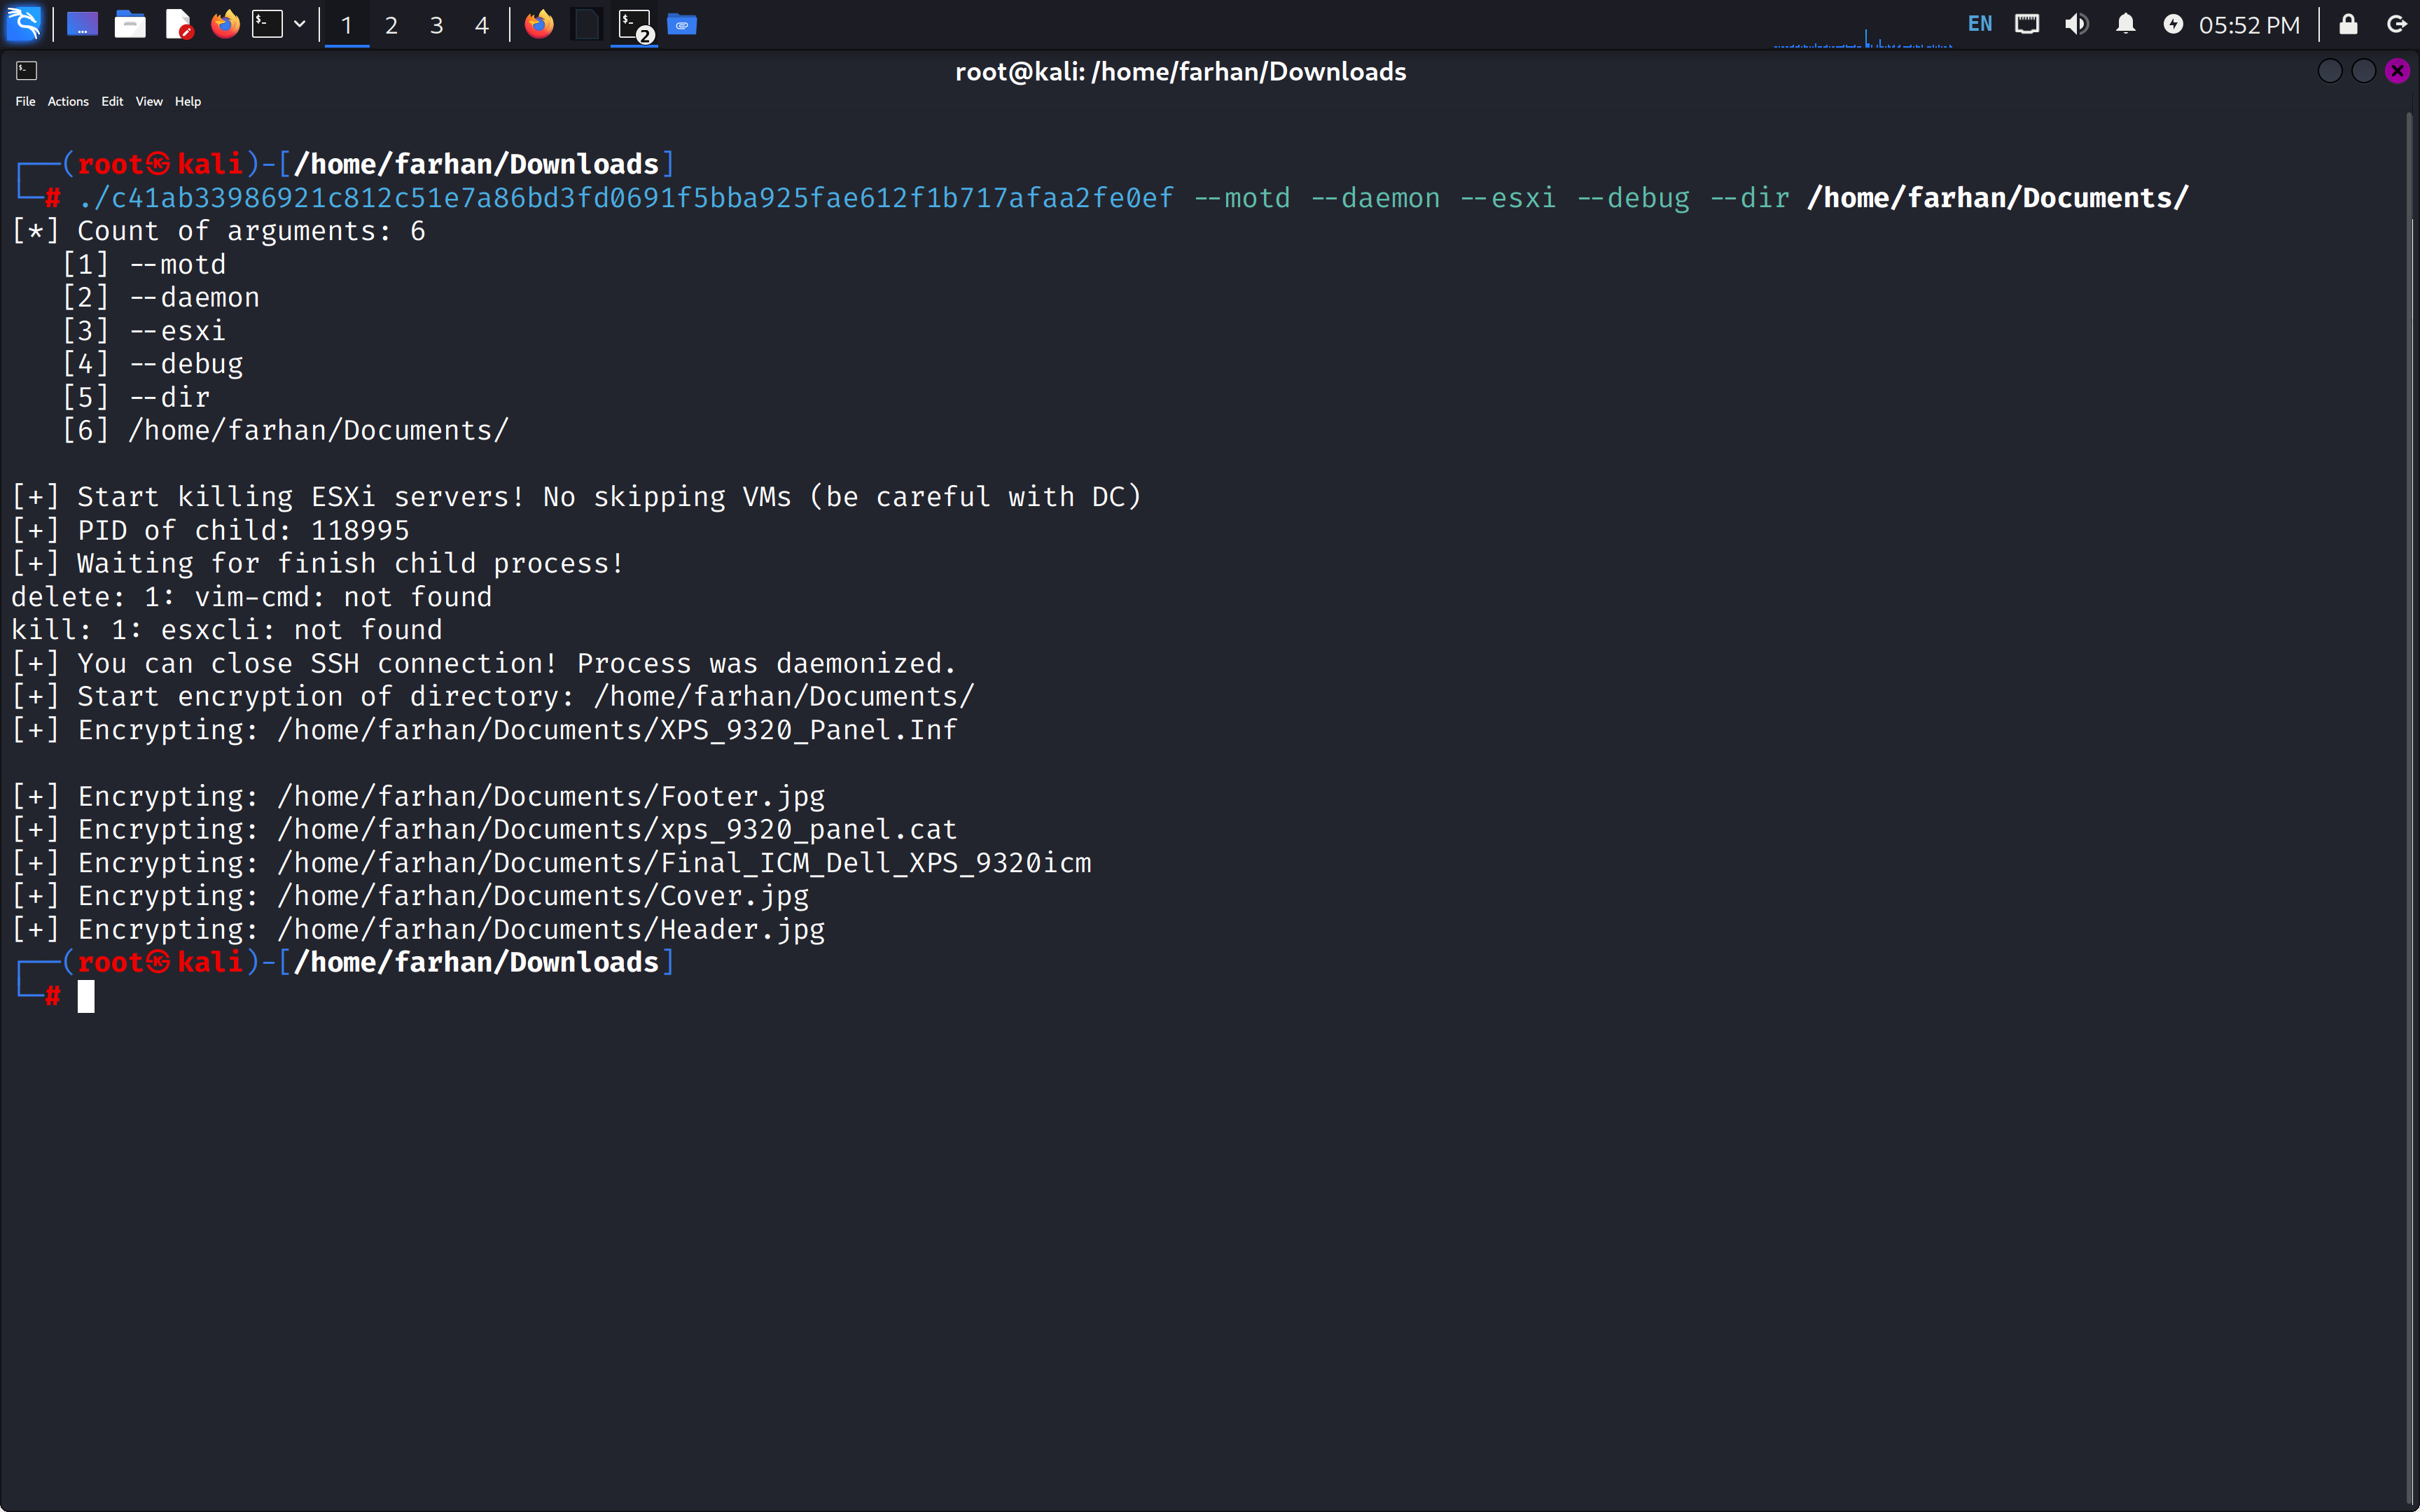 1 2 3 4 2 EN 05:52 PM
root@kali: /home/farhan/Downloads
File Actions Edit View Help
┌──(root㉿kali)-[/home/farhan/Downloads]
└─# ./c41ab33986921c812c51e7a86bd3fd0691f5bba925fae612f1b717afaa2fe0ef --motd --daemon --esxi --debug --dir /home/farhan/Documents/
[*] Count of arguments: 6
[1] --motd
[2] --daemon
[3] --esxi
[4] --debug
[5] --dir
[6] /home/farhan/Documents/
[+] Start killing ESXi servers! No skipping VMs (be careful with DC)
[+] PID of child: 118995
[+] Waiting for finish child process!
delete: 1: vim-cmd: not found
kill: 1: esxcli: not found
[+] You can close SSH connection! Process was daemonized.
[+] Start encryption of directory: /home/farhan/Documents/
[+] Encrypting: /home/farhan/Documents/XPS_9320_Panel.Inf
[+] Encrypting: /home/farhan/Documents/Footer.jpg
[+] Encrypting: /home/farhan/Documents/xps_9320_panel.cat
[+] Encrypting: /home/farhan/Documents/Final_ICM_Dell_XPS_9320icm
[+] Encrypting: /home/farhan/Documents/Cover.jpg
[+] Encrypting: /home/farhan/Documents/Header.jpg
┌──(root㉿kali)-[/home/farhan/Downloads]
└─#